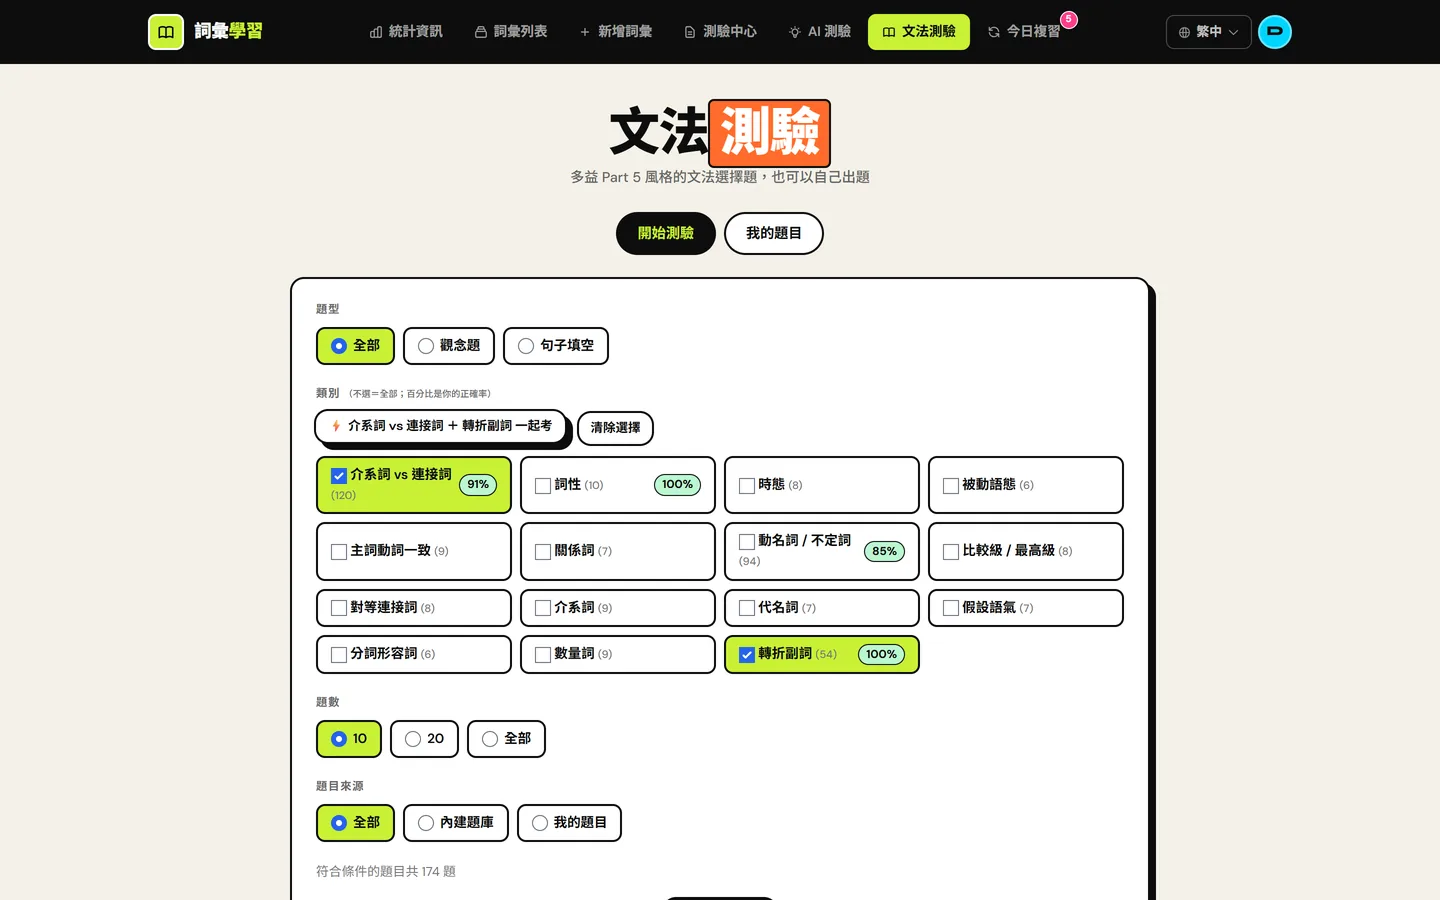 詞彙學習
統計資訊
詞彙列表
新增詞彙
測驗中心
AI 測驗
文法測驗
今日複習
5
繁中
文法測驗
多益 Part 5 風格的文法選擇題，也可以自己出題
開始測驗
我的題目
題型
全部
觀念題
句子填空
類別 （不選＝全部；百分比是你的正確率）
介系詞 vs 連接詞 ＋ 轉折副詞 一起考
清除選擇
介系詞 vs 連接詞 (120) 91%
詞性 (10) 100%
時態 (8)
被動語態 (6)
主詞動詞一致 (9)
關係詞 (7)
動名詞 / 不定詞 (94) 85%
比較級 / 最高級 (8)
對等連接詞 (8)
介系詞 (9)
代名詞 (7)
假設語氣 (7)
分詞形容詞 (6)
數量詞 (9)
轉折副詞 (54) 100%
題數
10
20
全部
題目來源
全部
內建題庫
我的題目
符合條件的題目共 174 題